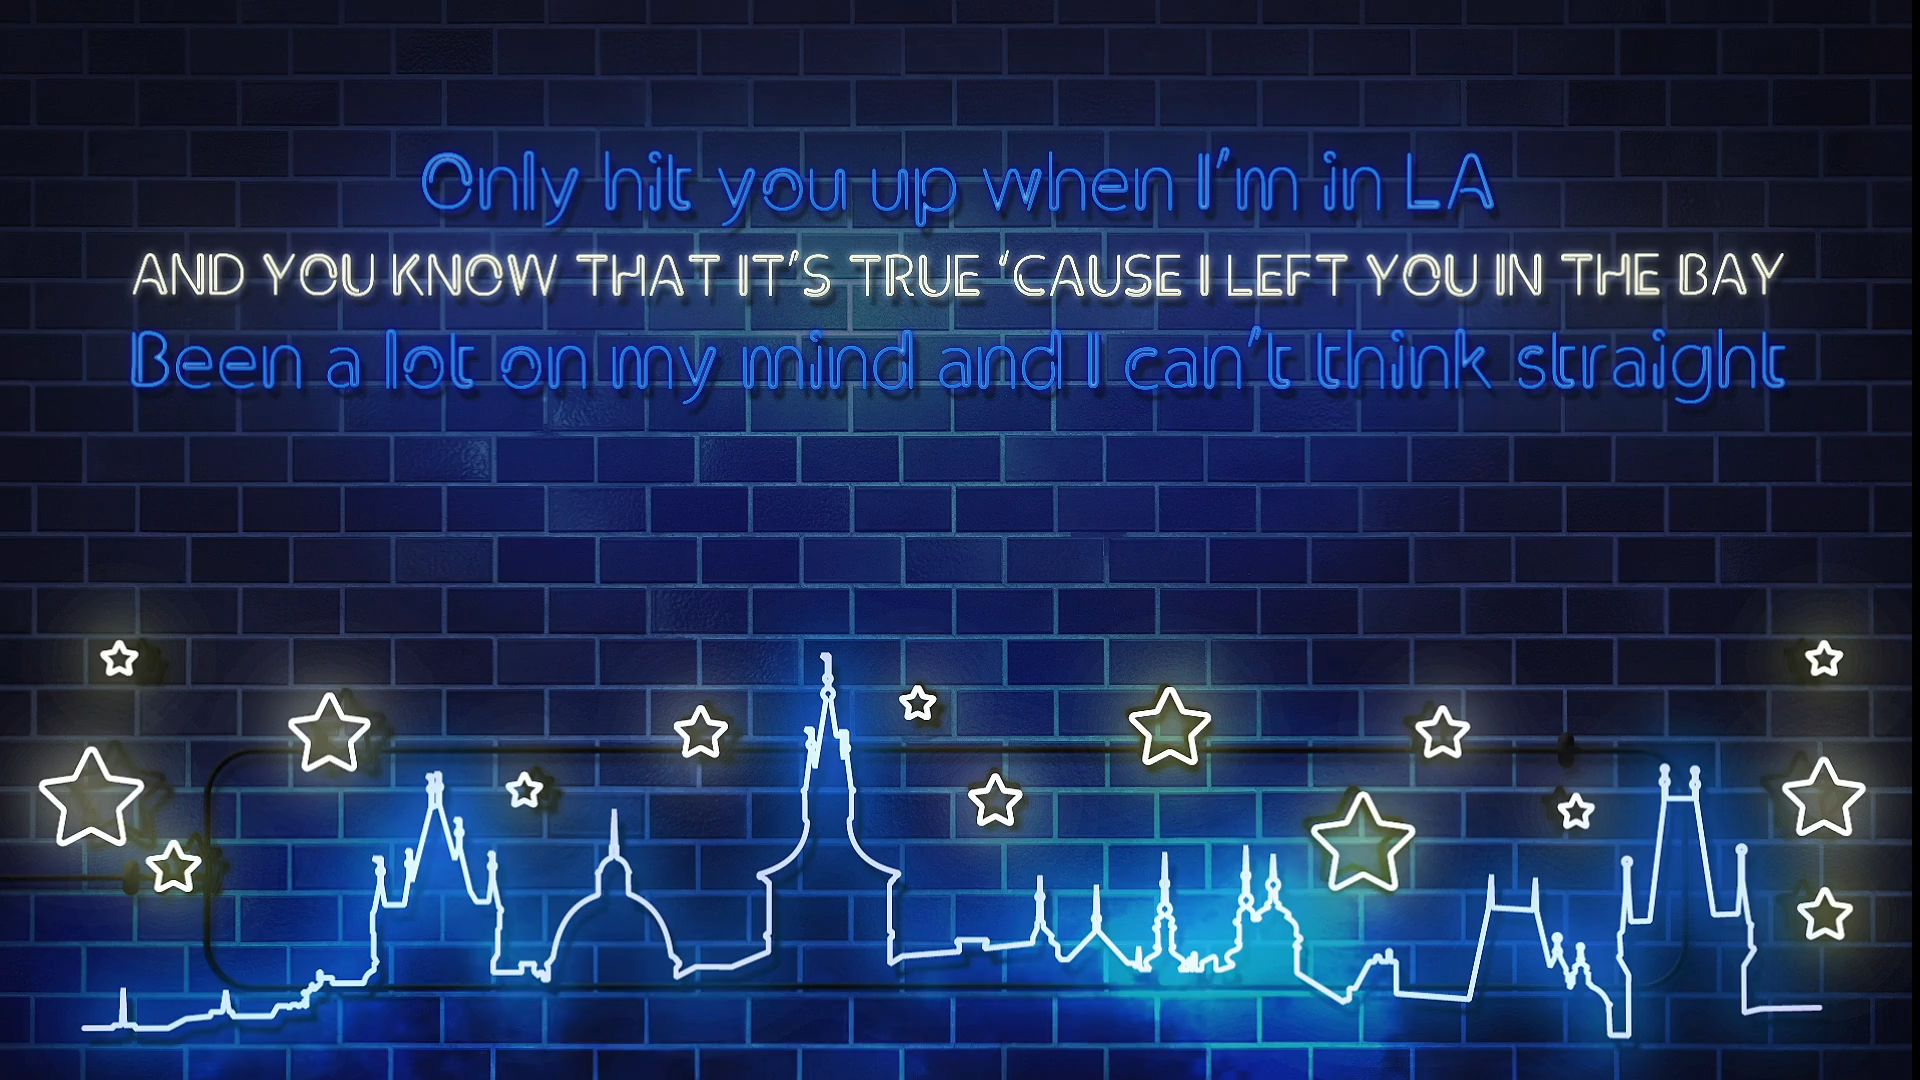 Only hit you up when I'm in LA
AND YOU KNOW THAT IT'S TRUE 'CAUSE I LEFT YOU IN THE BAY
Been a lot on my mind and I can't think straight